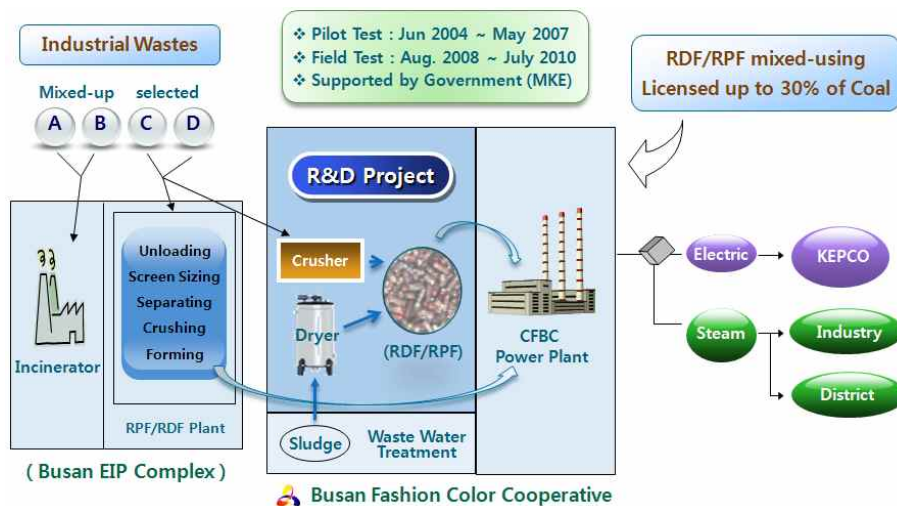 Industrial Wastes
Mixed-up selected
A B C D
❖ Pilot Test : Jun 2004 ~ May 2007
❖ Field Test : Aug. 2008 ~ July 2010
❖ Supported by Government (MKE)
RDF/RPF mixed-using
Licensed up to 30% of Coal
Incinerator
Unloading
Screen Sizing
Separating
Crushing
Forming
RPF/RDF Plant
( Busan EIP Complex )
R&D Project
Crusher
Dryer
(RDF/RPF)
Sludge
Waste Water
Treatment
CFBC
Power Plant
Busan Fashion Color Cooperative
Electric
KEPCO
Steam
Industry
District